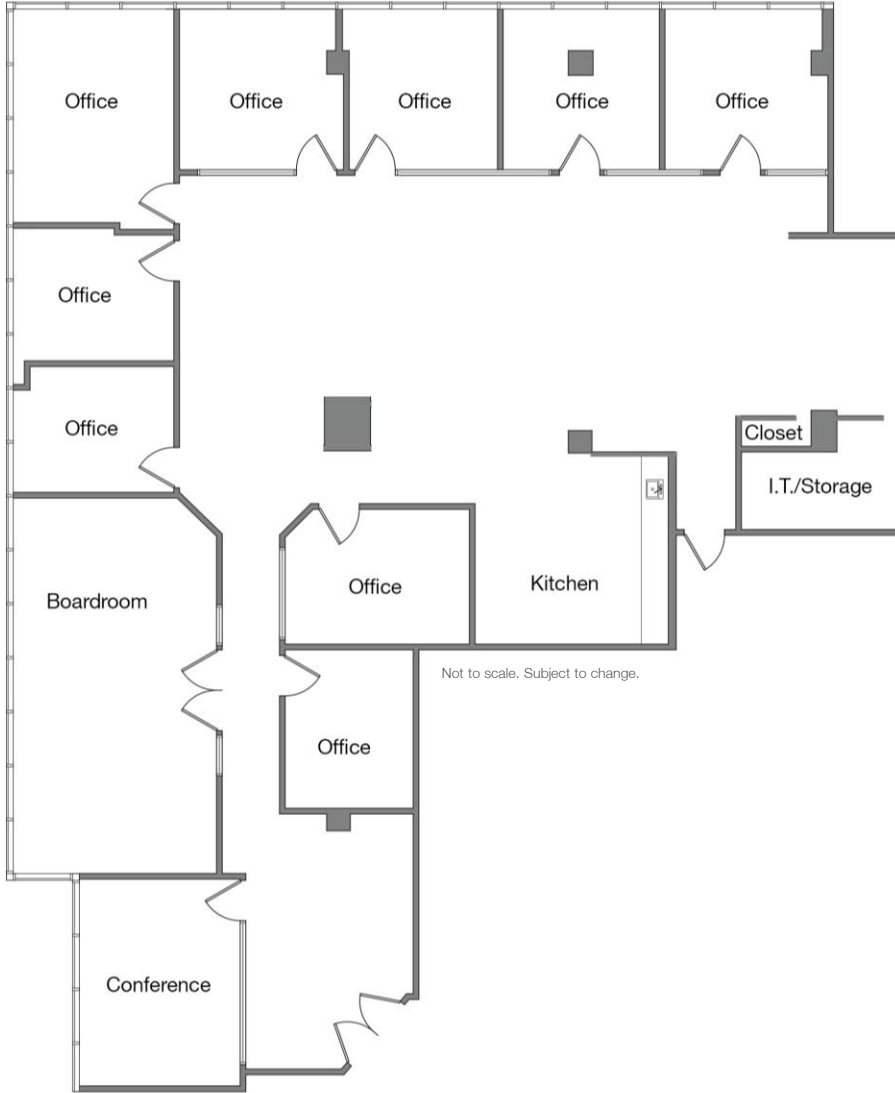 Office
Office
Office
Office
Office
Office
Office
Closet
I.T./Storage
Boardroom
Office
Kitchen
Not to scale. Subject to change.
Office
Conference